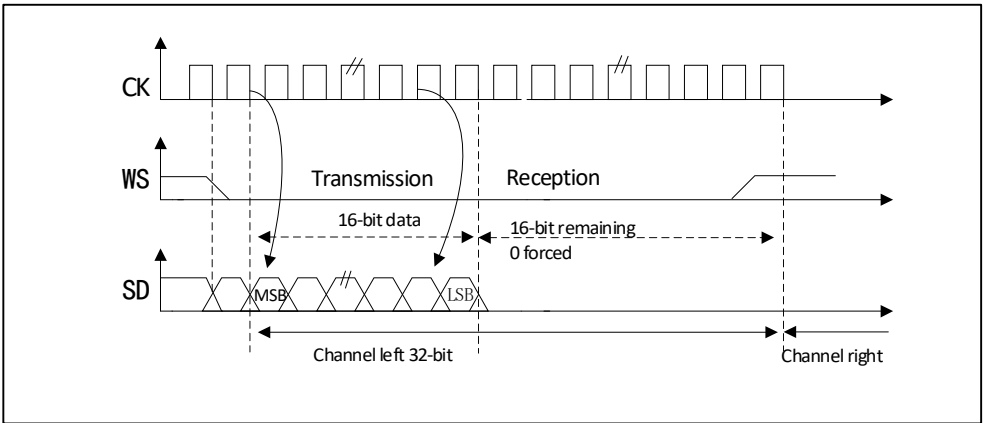 CK
WS
Transmission
Reception
16-bit data
16-bit remaining
0 forced
SD
MSB
LSB
Channel left 32-bit
Channel right